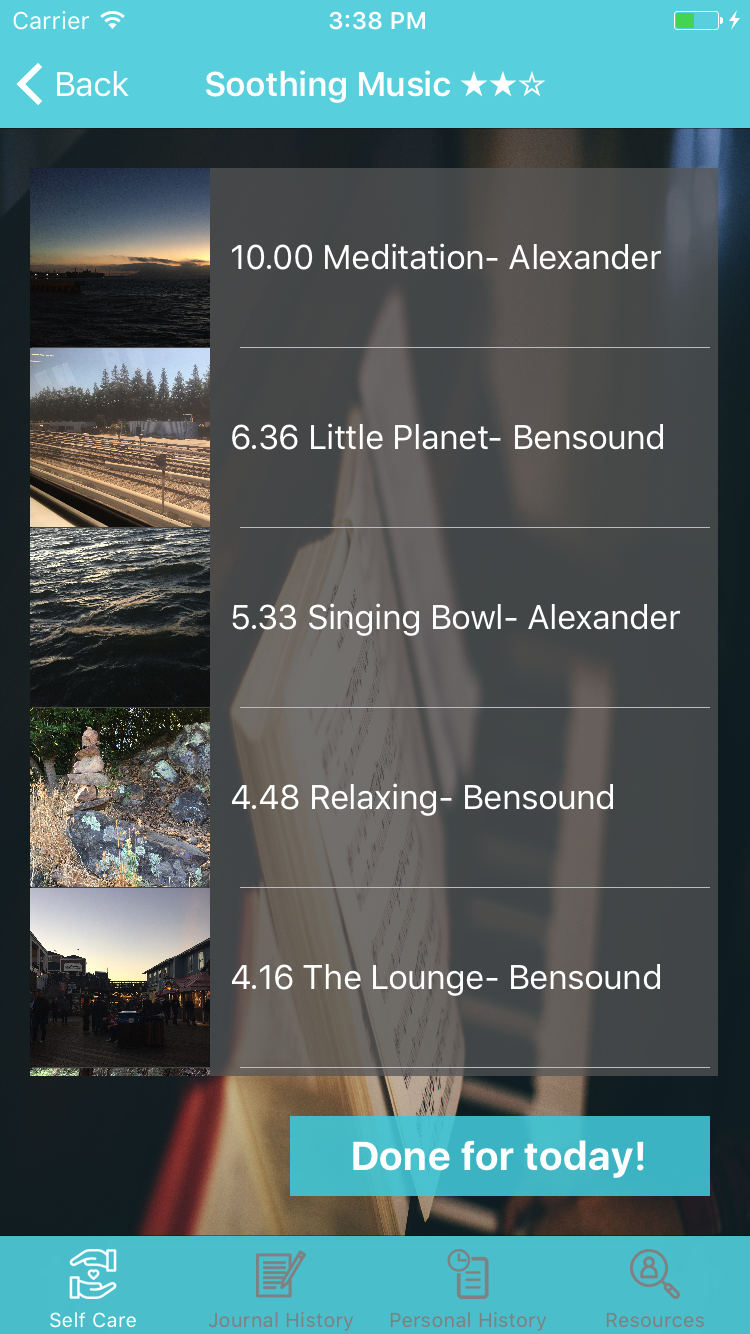 Carrier 3:38 PM
Back Soothing Music ★★☆
10.00 Meditation- Alexander
6.36 Little Planet- Bensound
5.33 Singing Bowl- Alexander
4.48 Relaxing- Bensound
4.16 The Lounge- Bensound
Done for today!
Self Care Journal History Personal History Resources